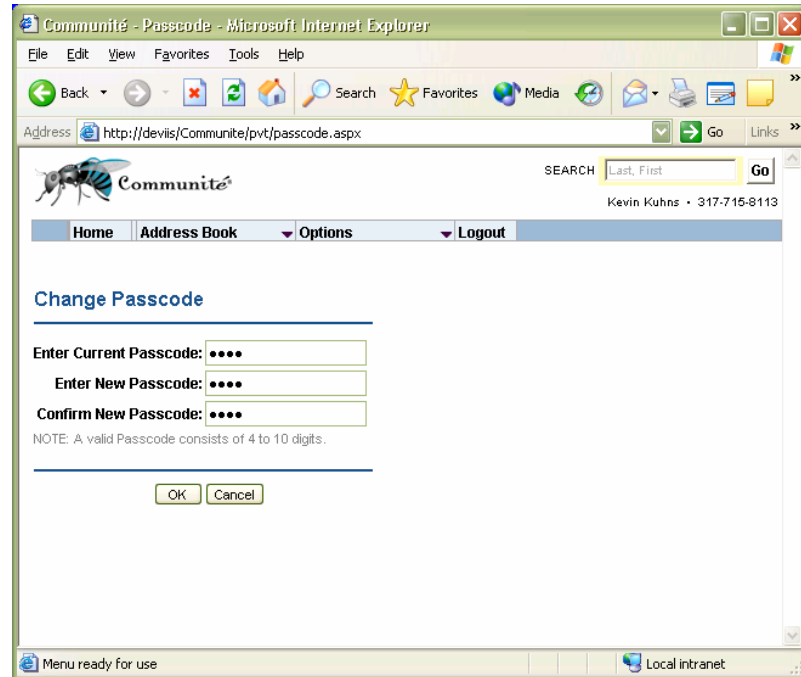 Communité - Passcode - Microsoft Internet Explorer
File Edit View Favorites Tools Help
Back Search Favorites Media »
Address http://deviis/Communite/pvt/passcode.aspx Go Links »
Communité
SEARCH Last, First Go
Kevin Kuhns • 317-715-8113
Home Address Book Options Logout
Change Passcode
Enter Current Passcode: ••••
Enter New Passcode: ••••
Confirm New Passcode: ••••
NOTE: A valid Passcode consists of 4 to 10 digits.
OK Cancel
Menu ready for use Local intranet